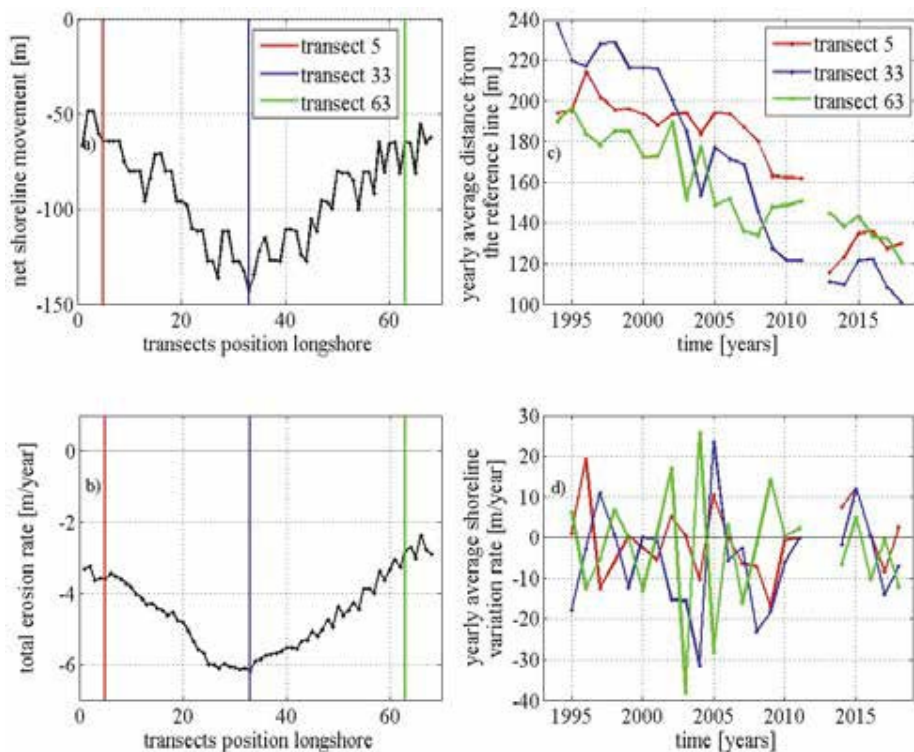 0
-50
-100
-150
net shoreline movement [m]
a)
transect 5
transect 33
transect 63
0 20 40 60
transects position longshore
240
220
200
180
160
140
120
100
yearly average distance from
the reference line [m]
c)
transect 5
transect 33
transect 63
1995 2000 2005 2010 2015
time [years]
0
-2
-4
-6
total erosion rate [m/year]
b)
0 20 40 60
transects position longshore
30
20
10
0
-10
-20
-30
-40
yearly average shoreline
variation rate [m/year]
d)
1995 2000 2005 2010 2015
time [years]